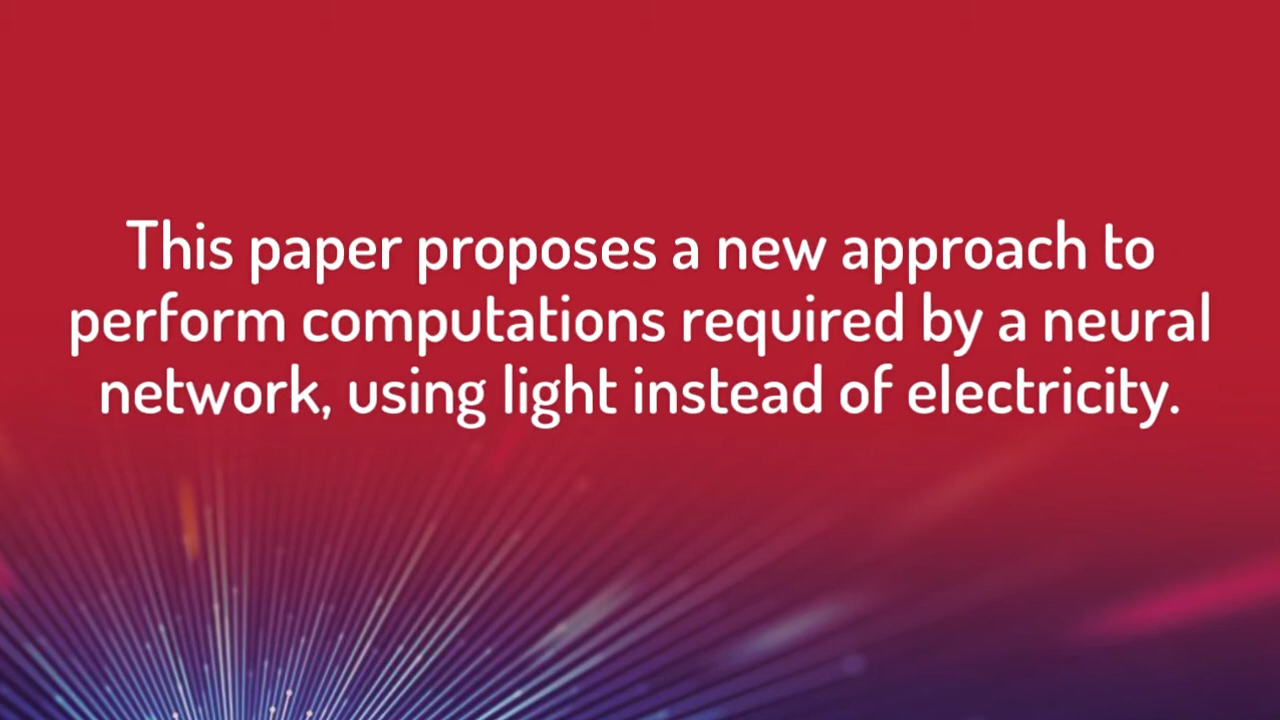 This paper proposes a new approach to
perform computations required by a neural
network, using light instead of electricity.